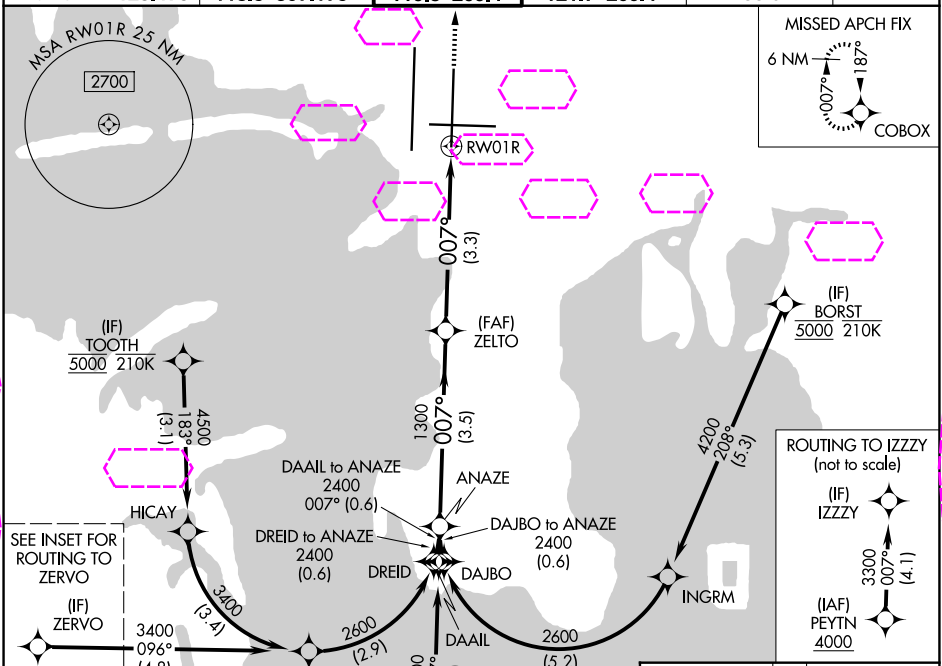 MSA RW01R 25 NM
2700
MISSED APCH FIX
6 NM
007°
187°
COBOX
RW01R
007°
(3.3)
(IF)
TOOTH
5000 210K
(FAF)
ZELTO
(IF)
BORST
5000 210K
4500
183°
(3.1)
1300
007°
(3.5)
4200
208°
(5.3)
HICAY
DAAIL to ANAZE
2400
007° (0.6)
ANAZE
DREID to ANAZE
2400
(0.6)
DAJBO to ANAZE
2400
(0.6)
DREID
DAJBO
DAAIL
INGRM
ROUTING TO IZZZY
(not to scale)
(IF)
IZZZY
3300
007°
(4.1)
(IAF)
PEYTN
4000
SEE INSET FOR
ROUTING TO
ZERVO
(IF)
ZERVO
3400
096°
3400
(3.4)
2600
(2.9)
2600
(5.2)